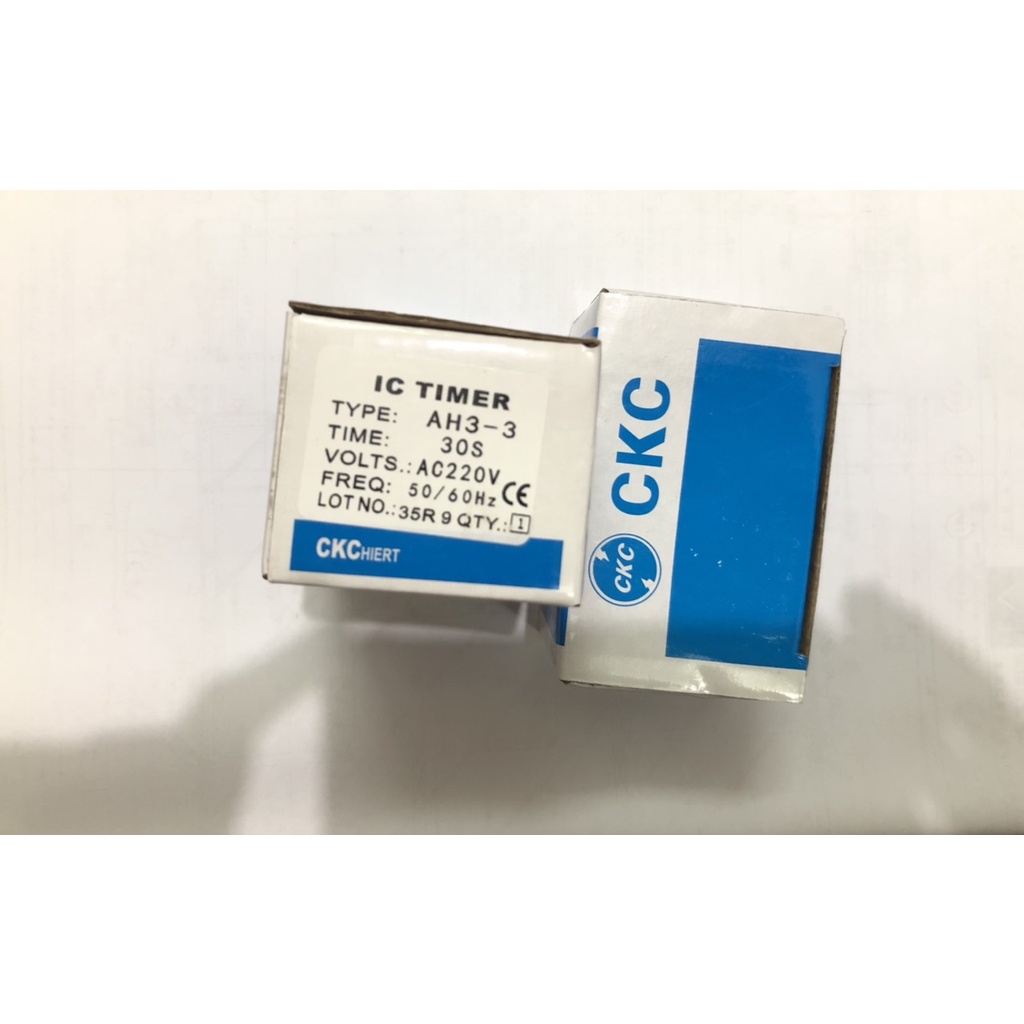 IC TIMER
TYPE: AH3-3
TIME: 30S
VOLTS.: AC220V
FREQ: 50/60Hz CE
LOT NO.: 35R 9 QTY.: 1
CKCHIERT
CKC
CKC